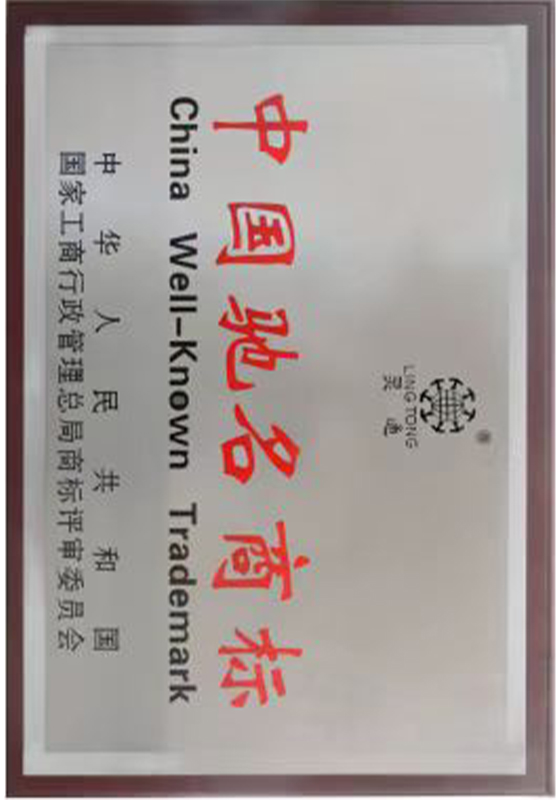 LING TONG
灵通
中国驰名商标
China Well-Known Trademark
中华人民共和国
国家工商行政管理总局商标评审委员会